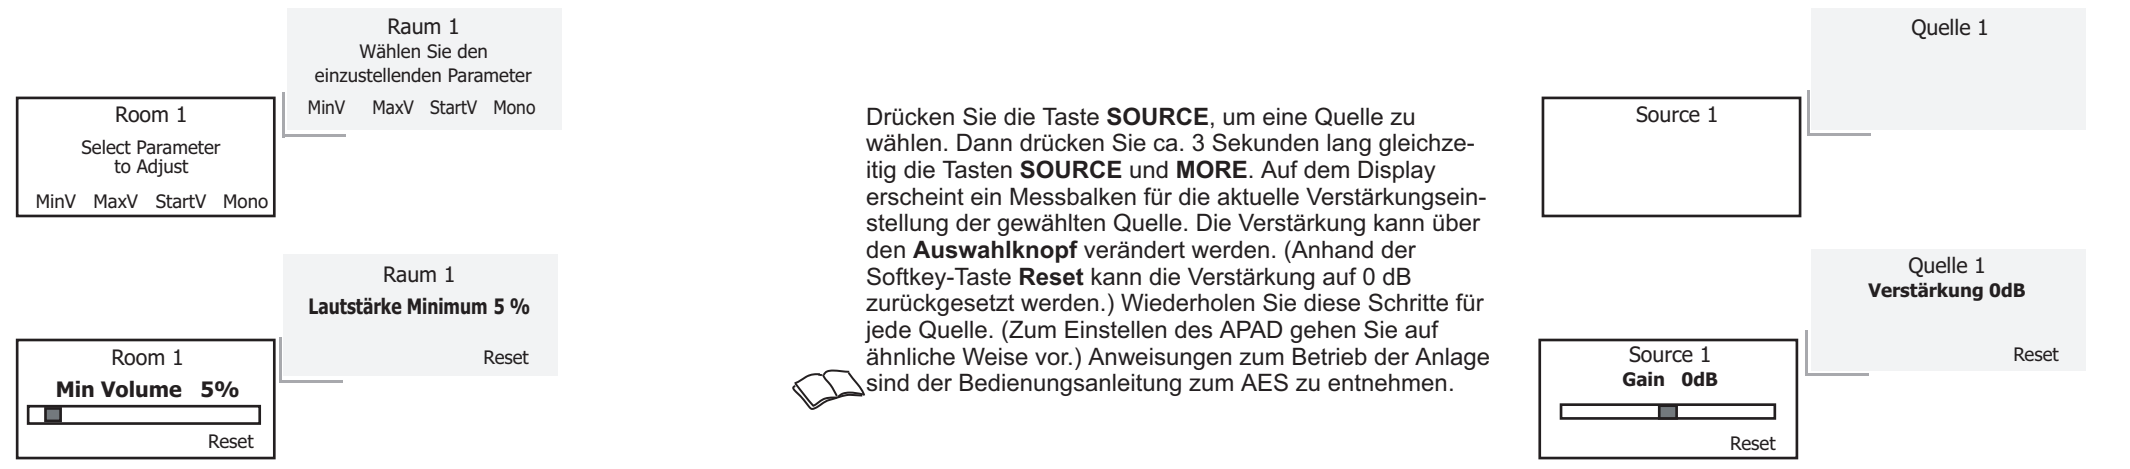 Raum 1
Wählen Sie den
einzustellenden Parameter
MinV MaxV StartV Mono
Room 1
Select Parameter
to Adjust
MinV MaxV StartV Mono
Raum 1
Lautstärke Minimum 5 %
Reset
Room 1
Min Volume 5%
Reset
Drücken Sie die Taste SOURCE, um eine Quelle zu
wählen. Dann drücken Sie ca. 3 Sekunden lang gleichze-
itig die Tasten SOURCE und MORE. Auf dem Display
erscheint ein Messbalken für die aktuelle Verstärkungsein-
stellung der gewählten Quelle. Die Verstärkung kann über
den Auswahlknopf verändert werden. (Anhand der
Softkey-Taste Reset kann die Verstärkung auf 0 dB
zurückgesetzt werden.) Wiederholen Sie diese Schritte für
jede Quelle. (Zum Einstellen des APAD gehen Sie auf
ähnliche Weise vor.) Anweisungen zum Betrieb der Anlage
sind der Bedienungsanleitung zum AES zu entnehmen.
Quelle 1
Source 1
Quelle 1
Verstärkung 0dB
Reset
Source 1
Gain 0dB
Reset